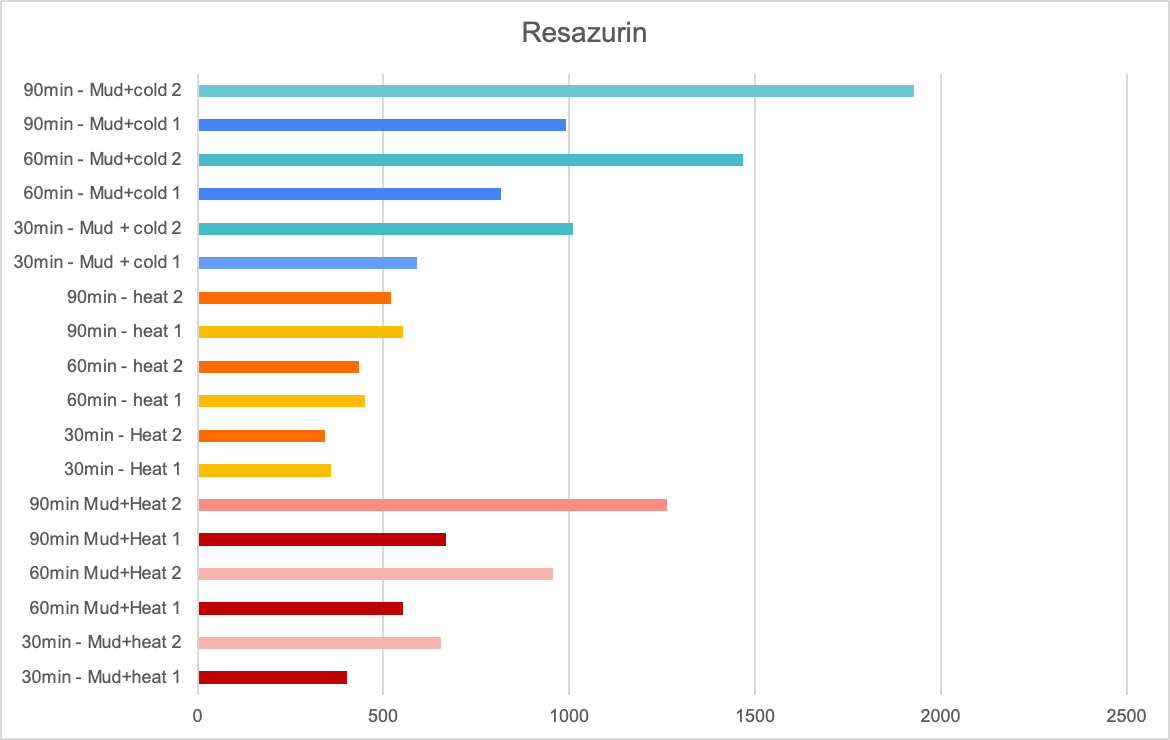 Resazurin
90min - Mud+cold 2
90min - Mud+cold 1
60min - Mud+cold 2
60min - Mud+cold 1
30min - Mud + cold 2
30min - Mud + cold 1
90min - heat 2
90min - heat 1
60min - heat 2
60min - heat 1
30min - Heat 2
30min - Heat 1
90min Mud+Heat 2
90min Mud+Heat 1
60min Mud+Heat 2
60min Mud+Heat 1
30min - Mud+heat 2
30min - Mud+heat 1
0 500 1000 1500 2000 2500